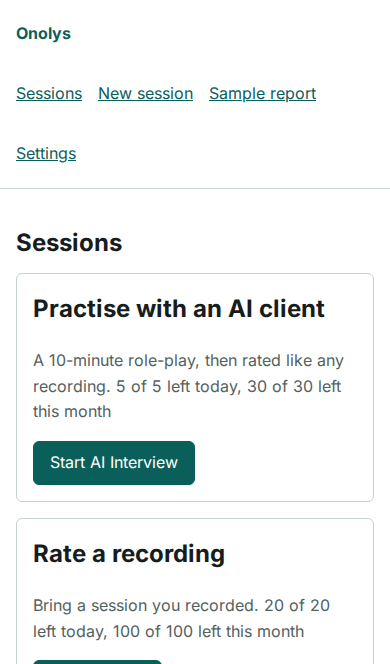 Onolys
Sessions New session Sample report
Settings
Sessions
Practise with an AI client
A 10-minute role-play, then rated like any
recording. 5 of 5 left today, 30 of 30 left
this month
Start AI Interview
Rate a recording
Bring a session you recorded. 20 of 20
left today, 100 of 100 left this month